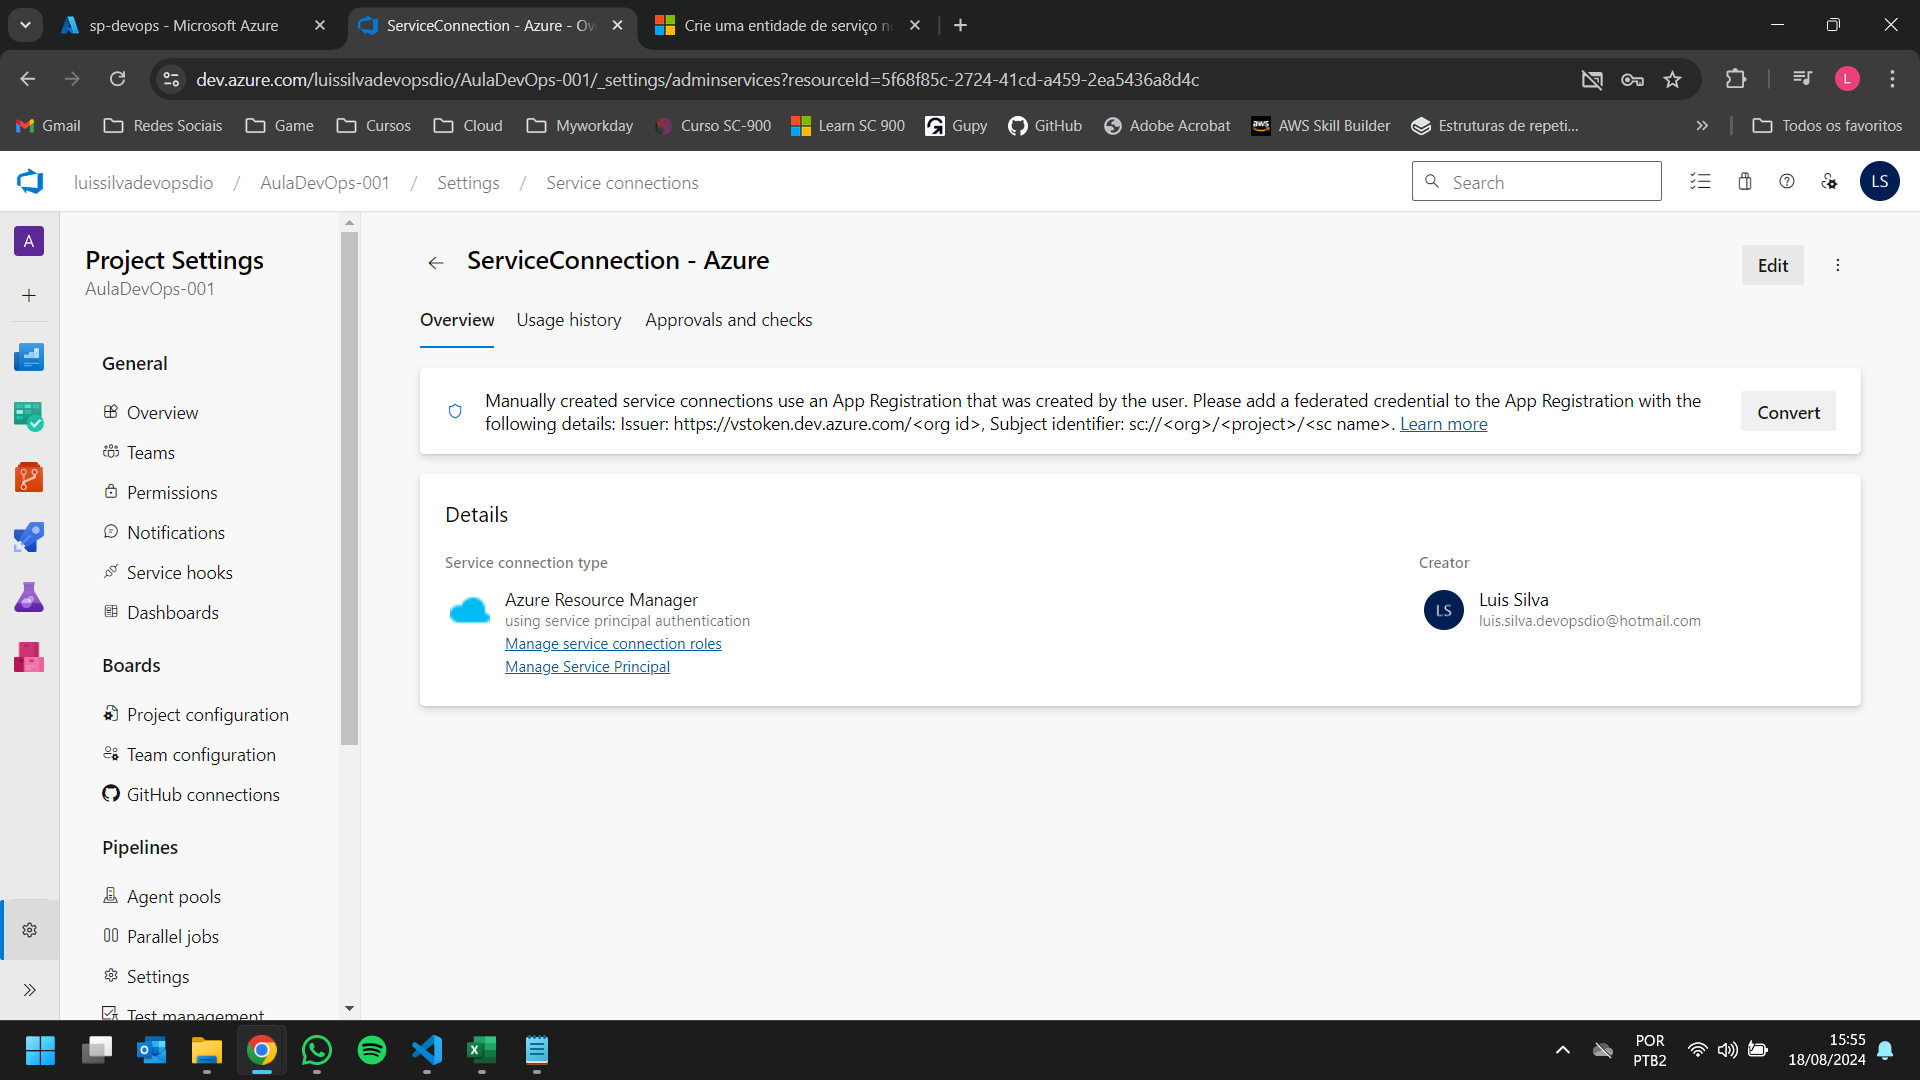 sp-devops - Microsoft Azure
ServiceConnection - Azure - Ov
Crie uma entidade de serviço n
dev.azure.com/luissilvadevopsdio/AulaDevOps-001/_settings/adminservices?resourceId=5f68f85c-2724-41cd-a459-2ea5436a8d4c
L
Gmail
Redes Sociais
Game
Cursos
Cloud
Myworkday
Curso SC-900
Learn SC 900
Gupy
GitHub
Adobe Acrobat
aws
AWS Skill Builder
Estruturas de repeti...
Todos os favoritos
luissilvadevopsdio / AulaDevOps-001 / Settings / Service connections
Search
LS
A
Project Settings
AulaDevOps-001
General
Overview
Teams
Permissions
Notifications
Service hooks
Dashboards
Boards
Project configuration
Team configuration
GitHub connections
Pipelines
Agent pools
Parallel jobs
Settings
Test management
ServiceConnection - Azure
Edit
Overview
Usage history
Approvals and checks
Manually created service connections use an App Registration that was created by the user. Please add a federated credential to the App Registration with the
following details: Issuer: https://vstoken.dev.azure.com/<org id>, Subject identifier: sc://<org>/<project>/<sc name>. Learn more
Convert
Details
Service connection type
Azure Resource Manager
using service principal authentication
Manage service connection roles
Manage Service Principal
Creator
LS
Luis Silva
luis.silva.devopsdio@hotmail.com
POR
PTB2
15:55
18/08/2024